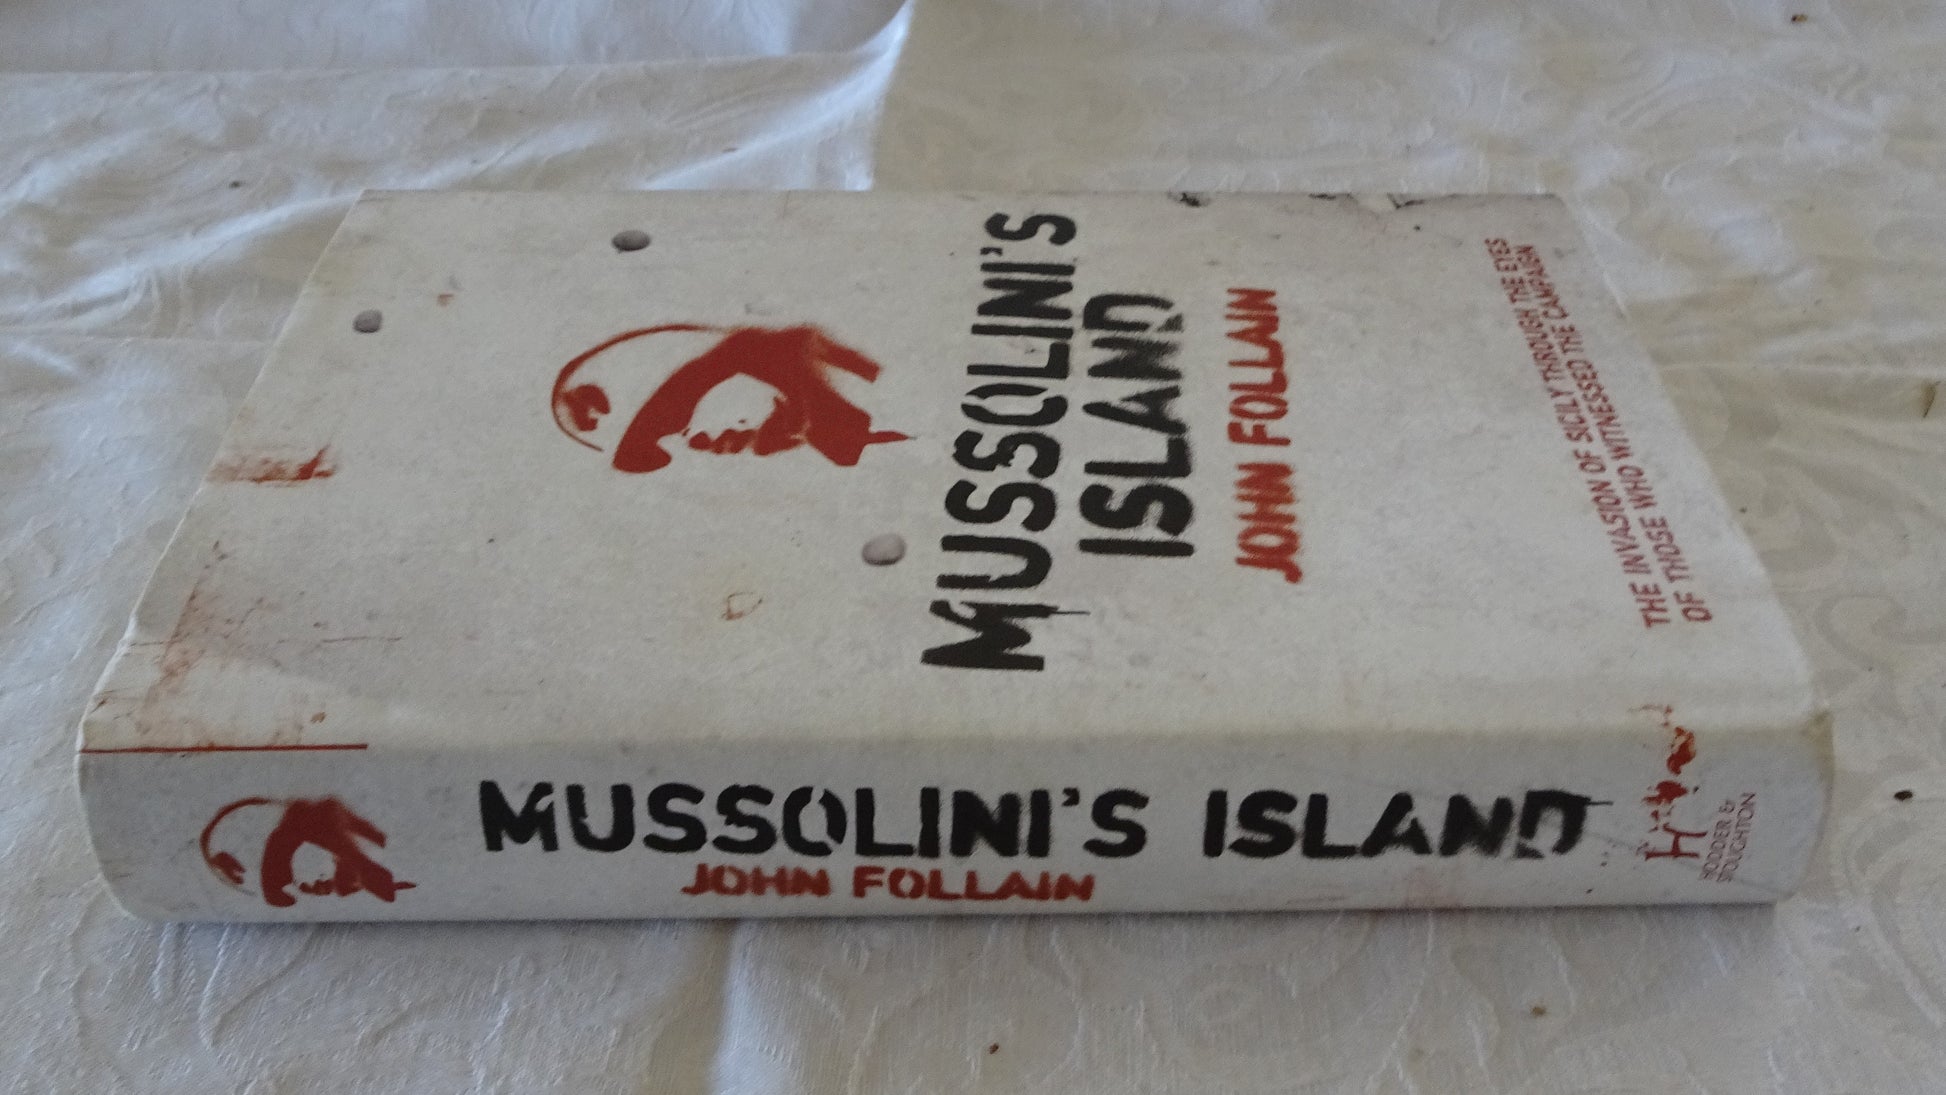 MUSSOLINI'S
ISLAND
JOHN FOLLAIN
THE INVASION OF SICILY THROUGH THE EYES
OF THOSE WHO WITNESSED THE CAMPAIGN
MUSSOLINI'S ISLAND
JOHN FOLLAIN
HODDER &
STOUGHTON